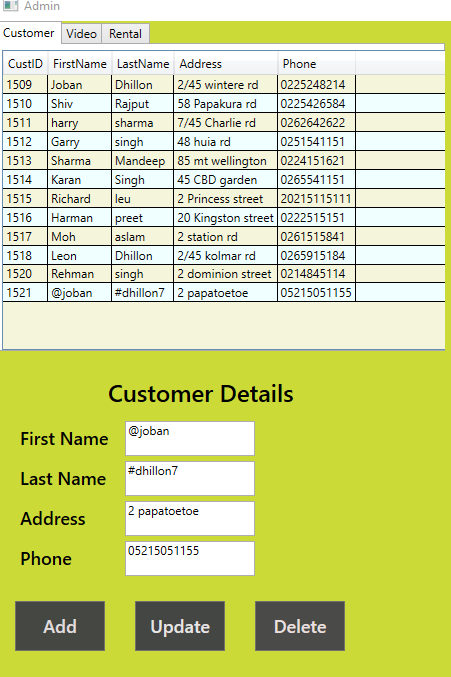 Admin
Customer Video Rental
CustID FirstName LastName Address Phone
1509 Joban Dhillon 2/45 wintere rd 0225248214
1510 Shiv Rajput 58 Papakura rd 0225426584
1511 harry sharma 7/45 Charlie rd 0262642622
1512 Garry singh 48 huia rd 0251541151
1513 Sharma Mandeep 85 mt wellington 0224151621
1514 Karan Singh 45 CBD garden 0265541151
1515 Richard leu 2 Princess street 20215115111
1516 Harman preet 20 Kingston street 0222515151
1517 Moh aslam 2 station rd 0261515841
1518 Leon Dhillon 2/45 kolmar rd 0265915184
1520 Rehman singh 2 dominion street 0214845114
1521 @joban #dhillon7 2 papatoetoe 05215051155
Customer Details
First Name @joban
Last Name #dhillon7
Address 2 papatoetoe
Phone 05215051155
Add Update Delete